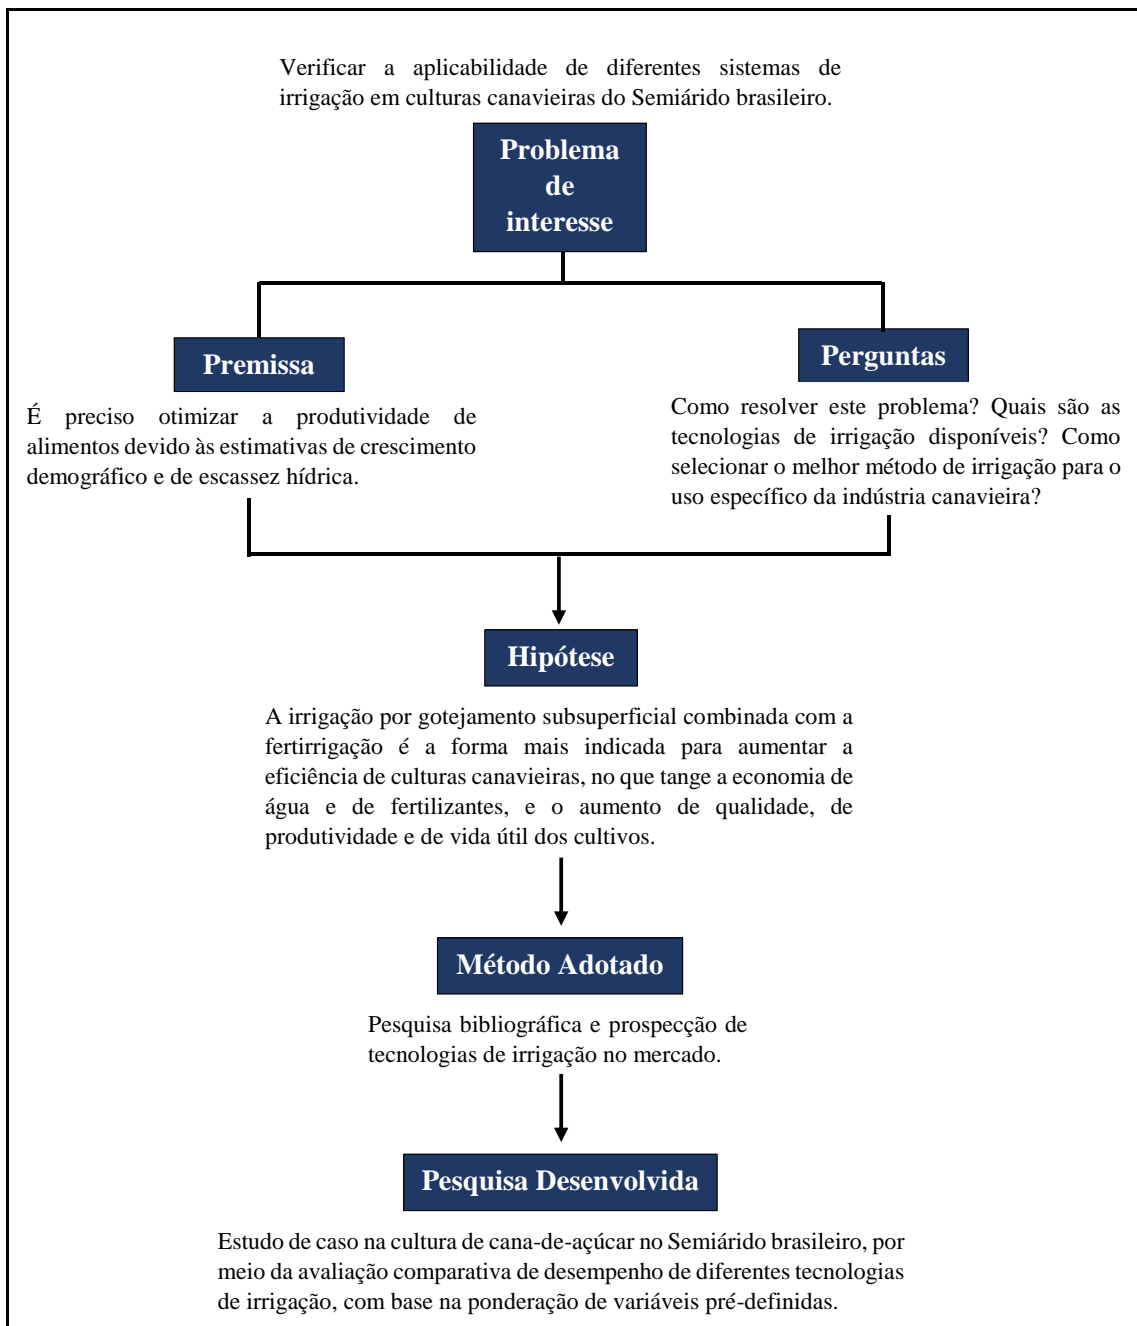 Verificar a aplicabilidade de diferentes sistemas de
irrigação em culturas canavieiras do Semiárido brasileiro.
Problema
de
interesse
Premissa
É preciso otimizar a produtividade de
alimentos devido às estimativas de crescimento
demográfico e de escassez hídrica.
Perguntas
Como resolver este problema? Quais são as
tecnologias de irrigação disponíveis? Como
selecionar o melhor método de irrigação para o
uso específico da indústria canavieira?
Hipótese
A irrigação por gotejamento subsuperficial combinada com a
fertirrigação é a forma mais indicada para aumentar a
eficiência de culturas canavieiras, no que tange a economia de
água e de fertilizantes, e o aumento de qualidade, de
produtividade e de vida útil dos cultivos.
Método Adotado
Pesquisa bibliográfica e prospecção de
tecnologias de irrigação no mercado.
Pesquisa Desenvolvida
Estudo de caso na cultura de cana-de-açúcar no Semiárido brasileiro, por
meio da avaliação comparativa de desempenho de diferentes tecnologias
de irrigação, com base na ponderação de variáveis pré-definidas.